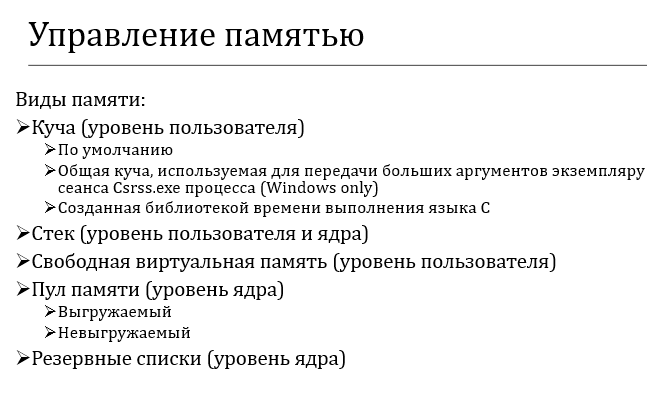 Управление памятью
Виды памяти:
➢Куча (уровень пользователя)
➢По умолчанию
➢Общая куча, используемая для передачи больших аргументов экземпляру
сеанса Csrss.exe процесса (Windows only)
➢Созданная библиотекой времени выполнения языка C
➢Стек (уровень пользователя и ядра)
➢Свободная виртуальная память (уровень пользователя)
➢Пул памяти (уровень ядра)
➢Выгружаемый
➢Невыгружаемый
➢Резервные списки (уровень ядра)